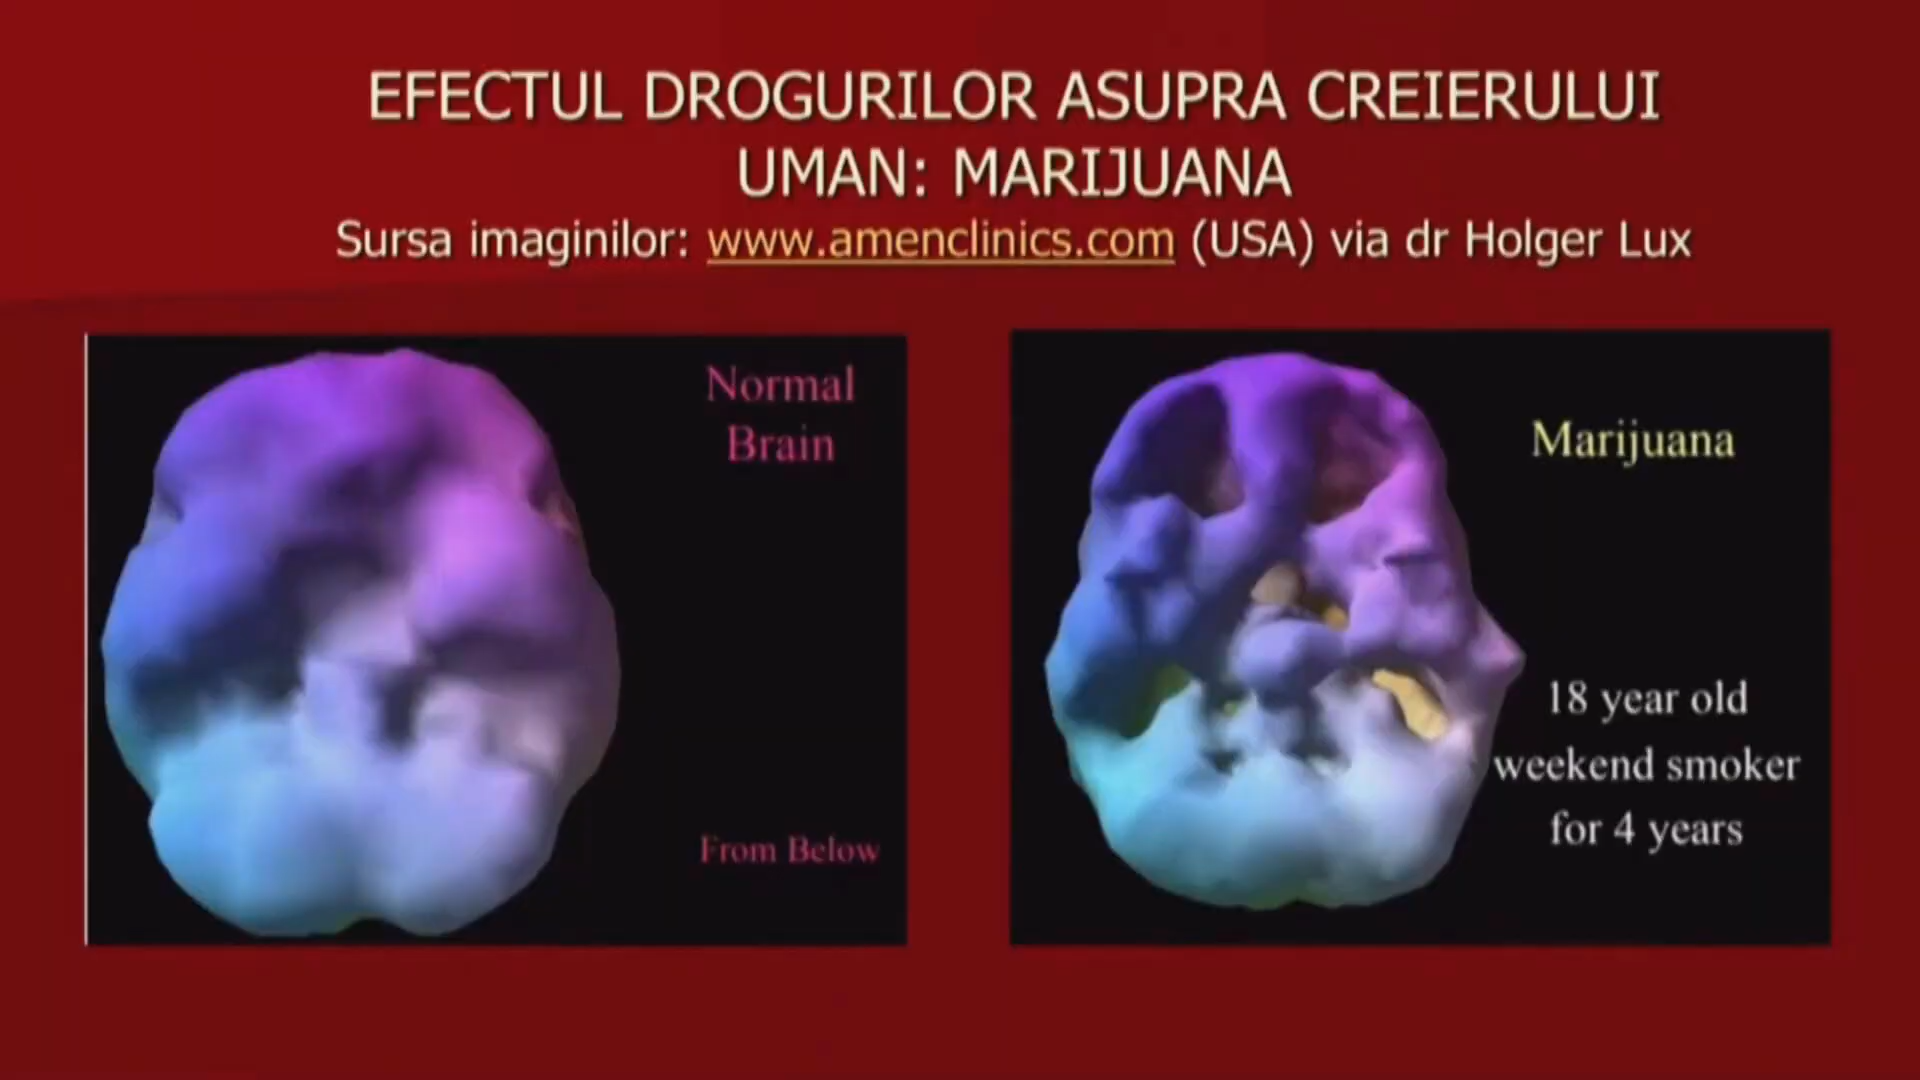 EFECTUL DROGURILOR ASUPRA CREIERULUI
UMAN: MARIJUANA
Sursa imaginilor: www.amenclinics.com (USA) via dr Holger Lux
Normal
Brain
From Below
Marijuana
18 year old
weekend smoker
for 4 years